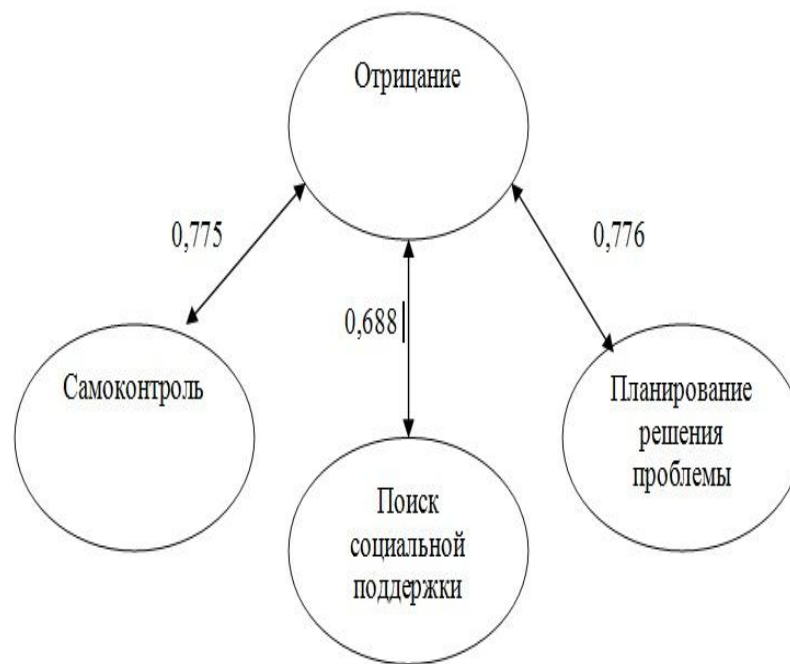 Отрицание
0,775
0,776
0,688
Самоконтроль
Планирование
решения
проблемы
Поиск
социальной
поддержки